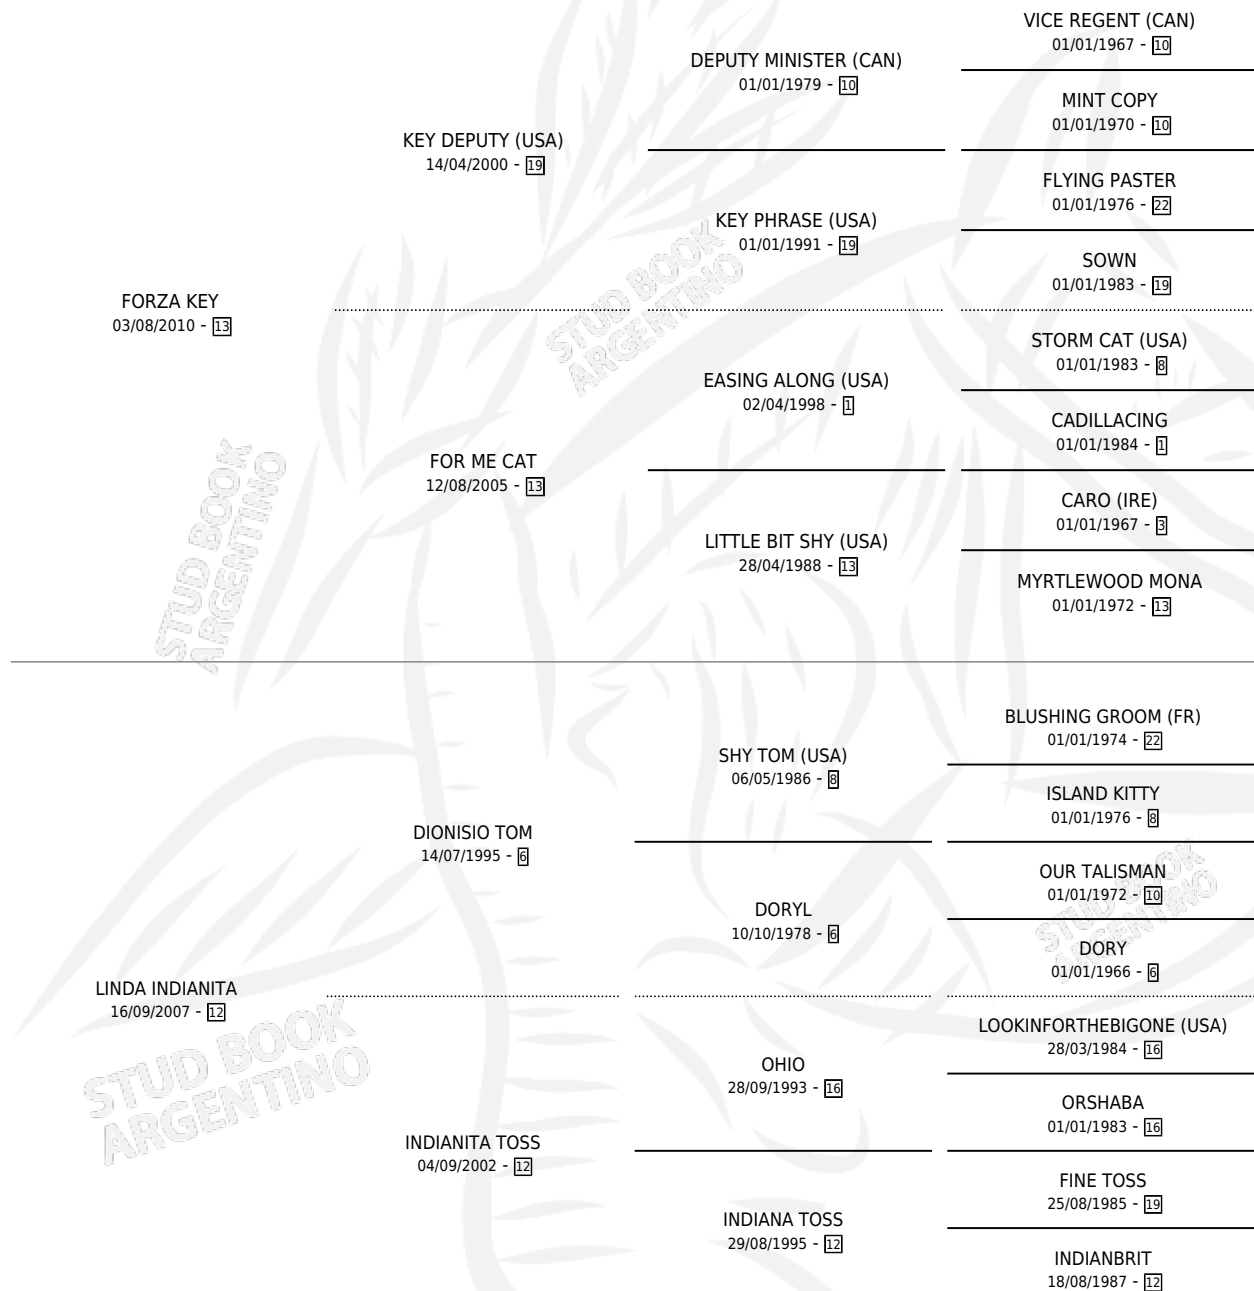 VICE REGENT (CAN)
01/01/1967 - 10
DEPUTY MINISTER (CAN)
01/01/1979 - 10
MINT COPY
01/01/1970 - 10
KEY DEPUTY (USA)
14/04/2000 - 19
FLYING PASTER
01/01/1976 - 22
KEY PHRASE (USA)
01/01/1991 - 19
SOWN
01/01/1983 - 19
FORZA KEY
03/08/2010 - 13
STORM CAT (USA)
01/01/1983 - 8
EASING ALONG (USA)
02/04/1998 - 1
CADILLACING
01/01/1984 - 1
FOR ME CAT
12/08/2005 - 13
CARO (IRE)
01/01/1967 - 3
LITTLE BIT SHY (USA)
28/04/1988 - 13
MYRTLEWOOD MONA
01/01/1972 - 13
BLUSHING GROOM (FR)
01/01/1974 - 22
SHY TOM (USA)
06/05/1986 - 8
ISLAND KITTY
01/01/1976 - 8
DIONISIO TOM
14/07/1995 - 6
OUR TALISMAN
01/01/1972 - 10
DORYL
10/10/1978 - 6
DORY
01/01/1966 - 6
LINDA INDIANITA
16/09/2007 - 12
LOOKINFORTHEBIGONE (USA)
28/03/1984 - 16
OHIO
28/09/1993 - 16
ORSHABA
01/01/1983 - 16
INDIANITA TOSS
04/09/2002 - 12
FINE TOSS
25/08/1985 - 19
INDIANA TOSS
29/08/1995 - 12
INDIANBRIT
18/08/1987 - 12
STUD BOOK
ARGENTINO
STUD BOOK
ARGENTINO
STUD BOOK
ARGENTINO
STUD BOOK
ARGENTINO